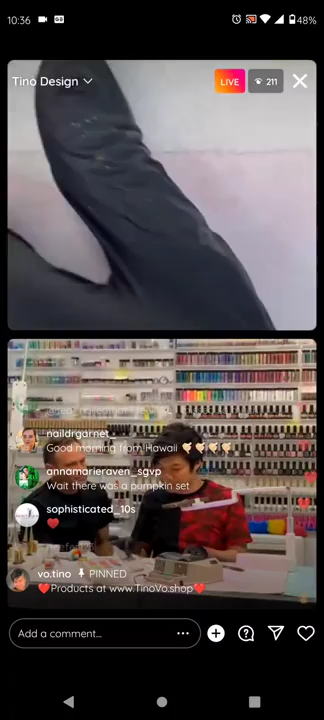 10:36
48%
Tino Design
LIVE
211
naildrgarnet_
Good morning from Hawaii
annamarieraven_sgvp
Wait there was a pumpkin set
sophisticated_10s
vo.tino PINNED
❤️Products at www.TinoVo.shop❤️
Add a comment...